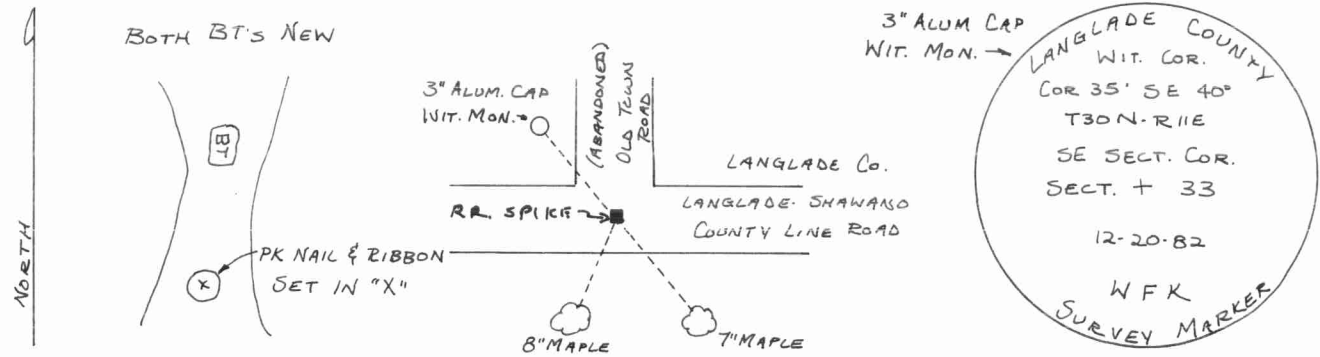 NORTH
BOTH BT'S NEW
BT
X
PK NAIL & RIBBON
SET IN "X"
3" ALUM. CAP
WIT. MON.
(ABANDONED)
OLD TOWN
ROAD
LANGLADE CO.
LANGLADE-SHAWANO
COUNTY LINE ROAD
RR. SPIKE
8" MAPLE
7" MAPLE
3" ALUM CAP
WIT. MON.
LANGLADE COUNTY
WIT. COR.
COR 35' SE 40°
T30N-R11E
SE SECT. COR.
SECT. + 33
12-20-82
WFK
SURVEY MARKER